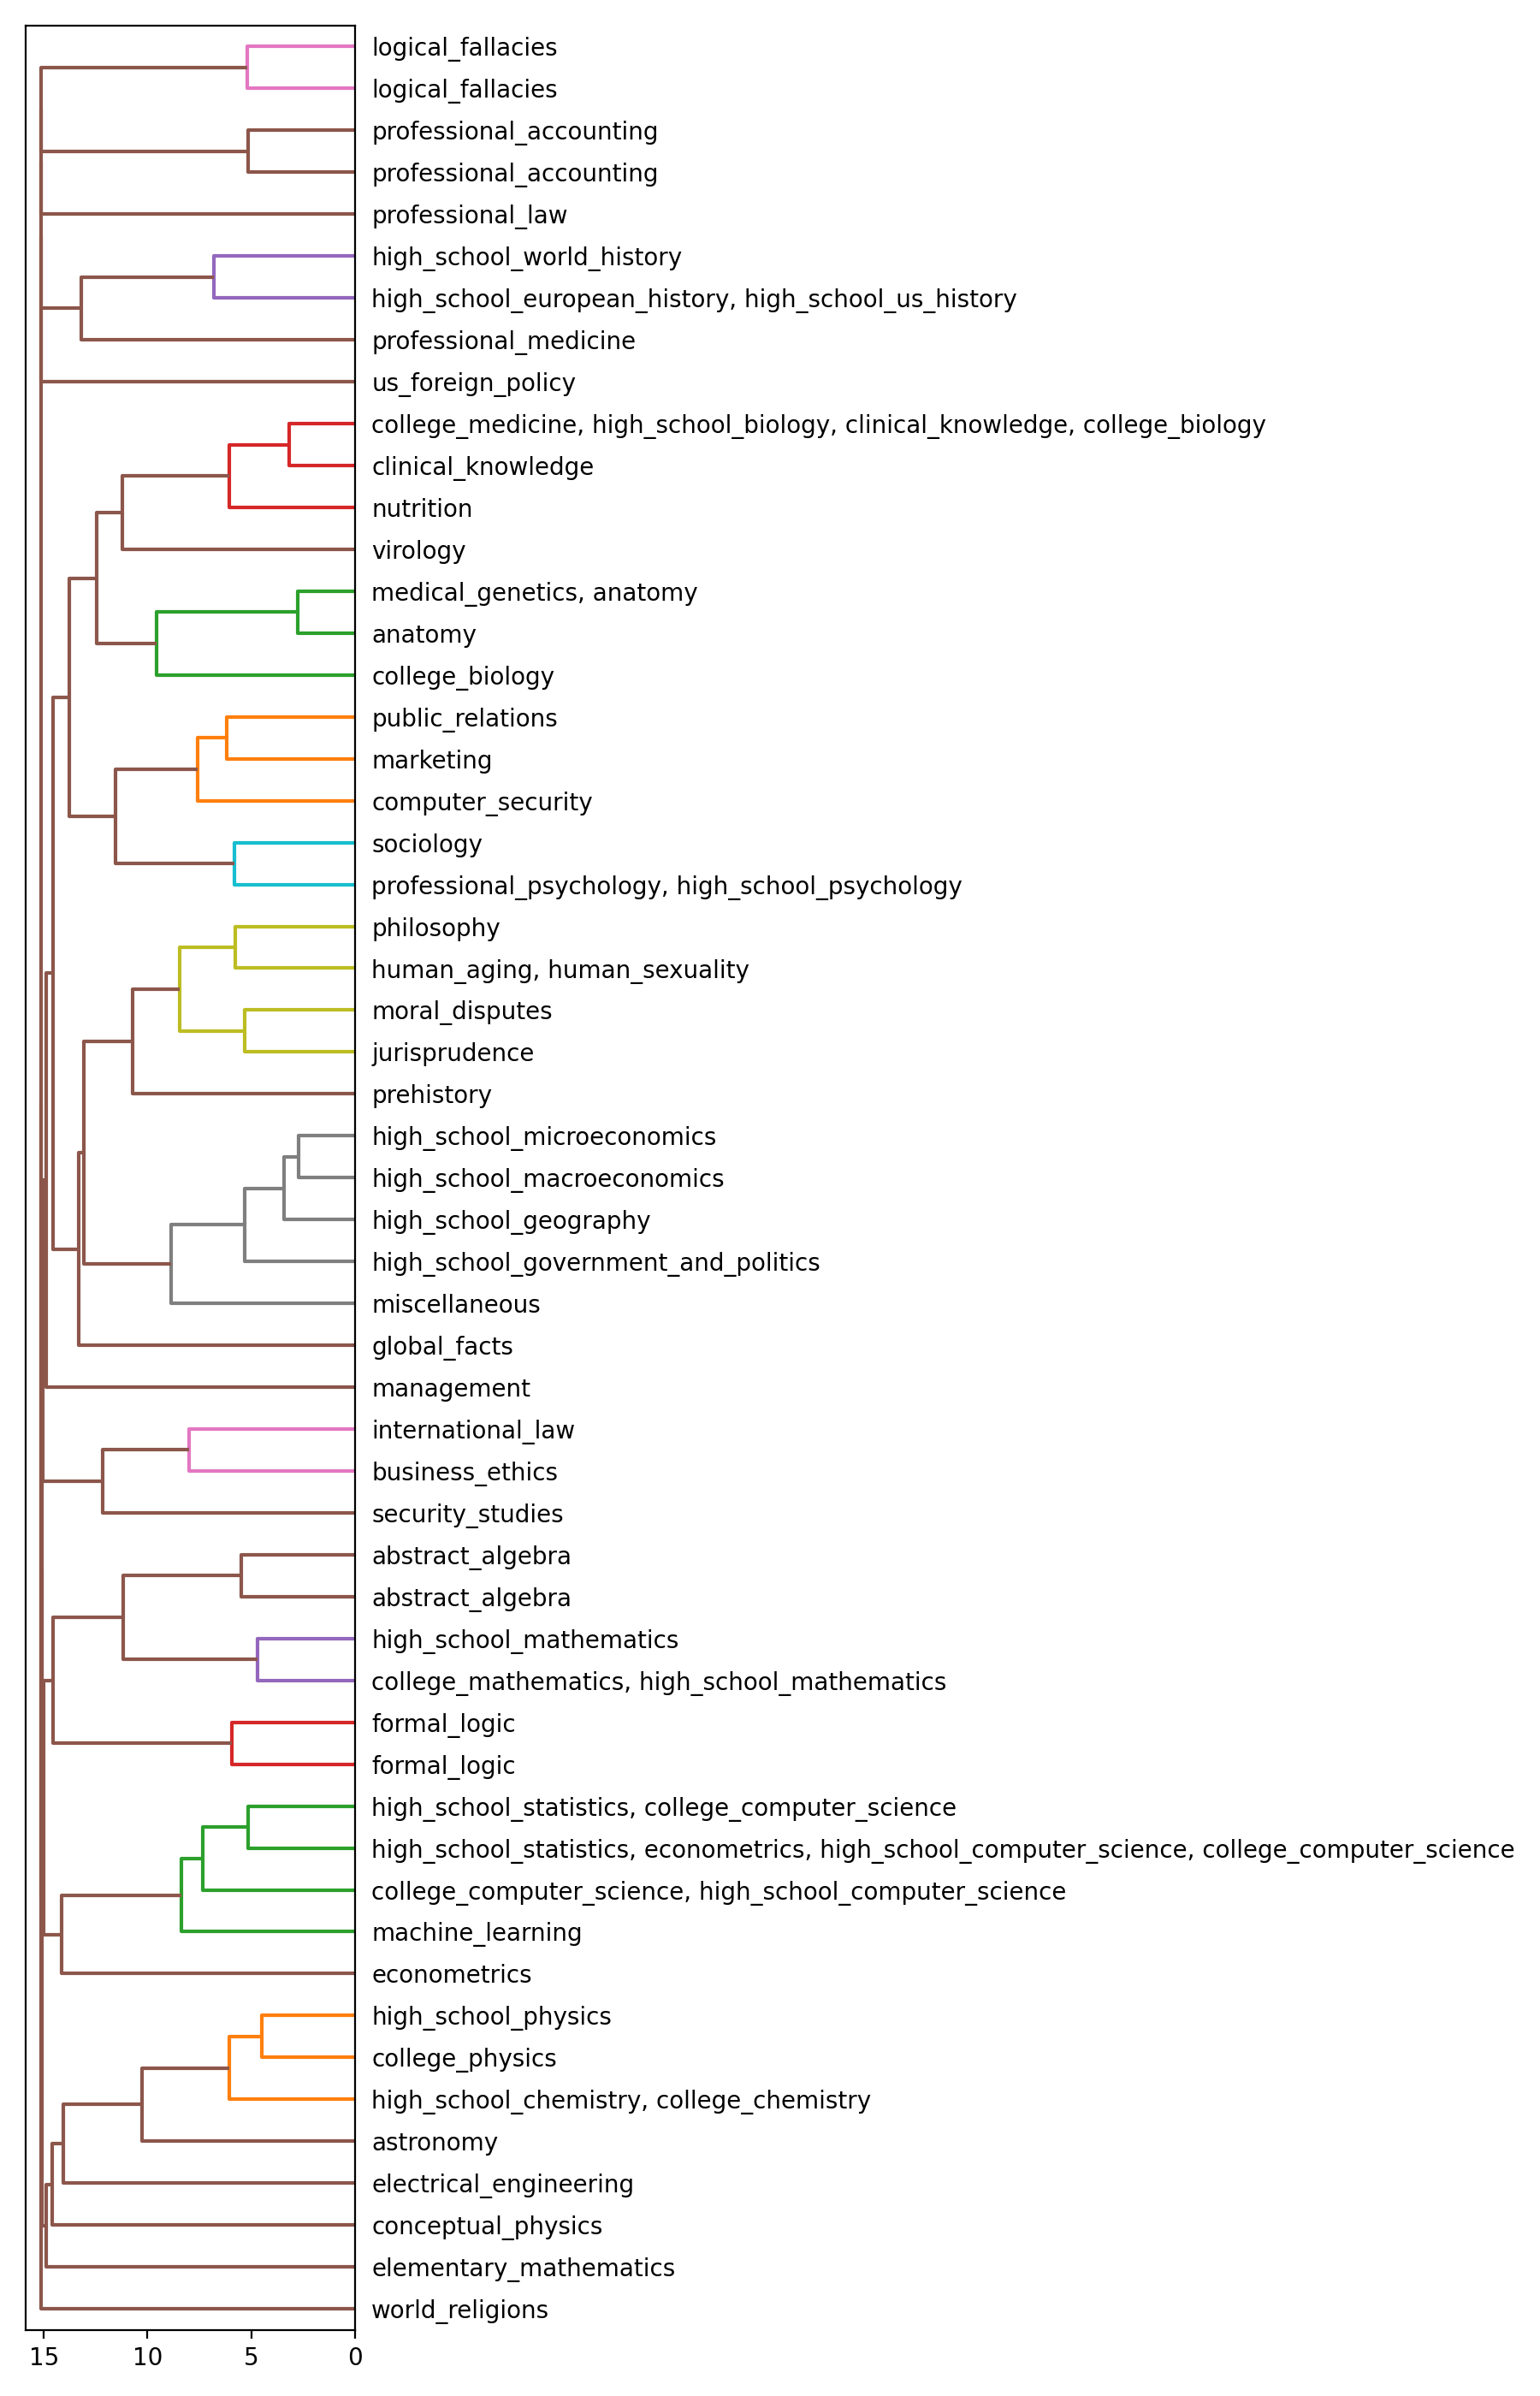 logical_fallacies
logical_fallacies
professional_accounting
professional_accounting
professional_law
high_school_world_history
high_school_european_history, high_school_us_history
professional_medicine
us_foreign_policy
college_medicine, high_school_biology, clinical_knowledge, college_biology
clinical_knowledge
nutrition
virology
medical_genetics, anatomy
anatomy
college_biology
public_relations
marketing
computer_security
sociology
professional_psychology, high_school_psychology
philosophy
human_aging, human_sexuality
moral_disputes
jurisprudence
prehistory
high_school_microeconomics
high_school_macroeconomics
high_school_geography
high_school_government_and_politics
miscellaneous
global_facts
management
international_law
business_ethics
security_studies
abstract_algebra
abstract_algebra
high_school_mathematics
college_mathematics, high_school_mathematics
formal_logic
formal_logic
high_school_statistics, college_computer_science
high_school_statistics, econometrics, high_school_computer_science, college_computer_science
college_computer_science, high_school_computer_science
machine_learning
econometrics
high_school_physics
college_physics
high_school_chemistry, college_chemistry
astronomy
electrical_engineering
conceptual_physics
elementary_mathematics
world_religions
15 10 5 0